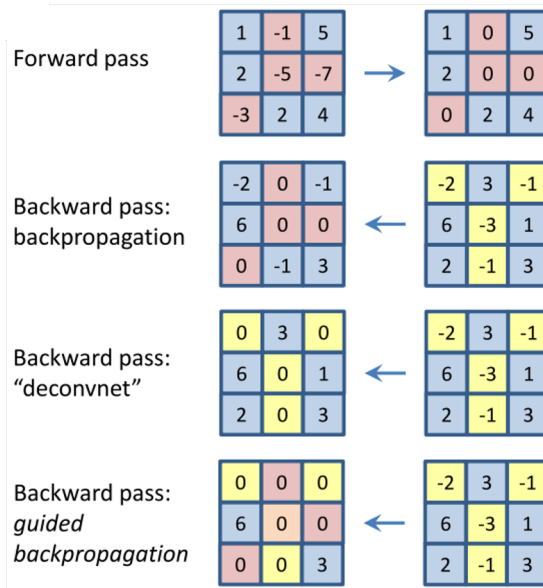 1 -1 5 1 0 5
Forward pass 2 -5 -7 2 0 0
-3 2 4 0 2 4
-2 0 -1 -2 3 -1
Backward pass:
backpropagation
6 0 0 6 -3 1
0 -1 3 2 -1 3
0 3 0 -2 3 -1
Backward pass:
“deconvnet”
6 0 1 6 -3 1
2 0 3 2 -1 3
0 0 0 -2 3 -1
Backward pass:
guided
backpropagation
6 0 0 6 -3 1
0 0 3 2 -1 3